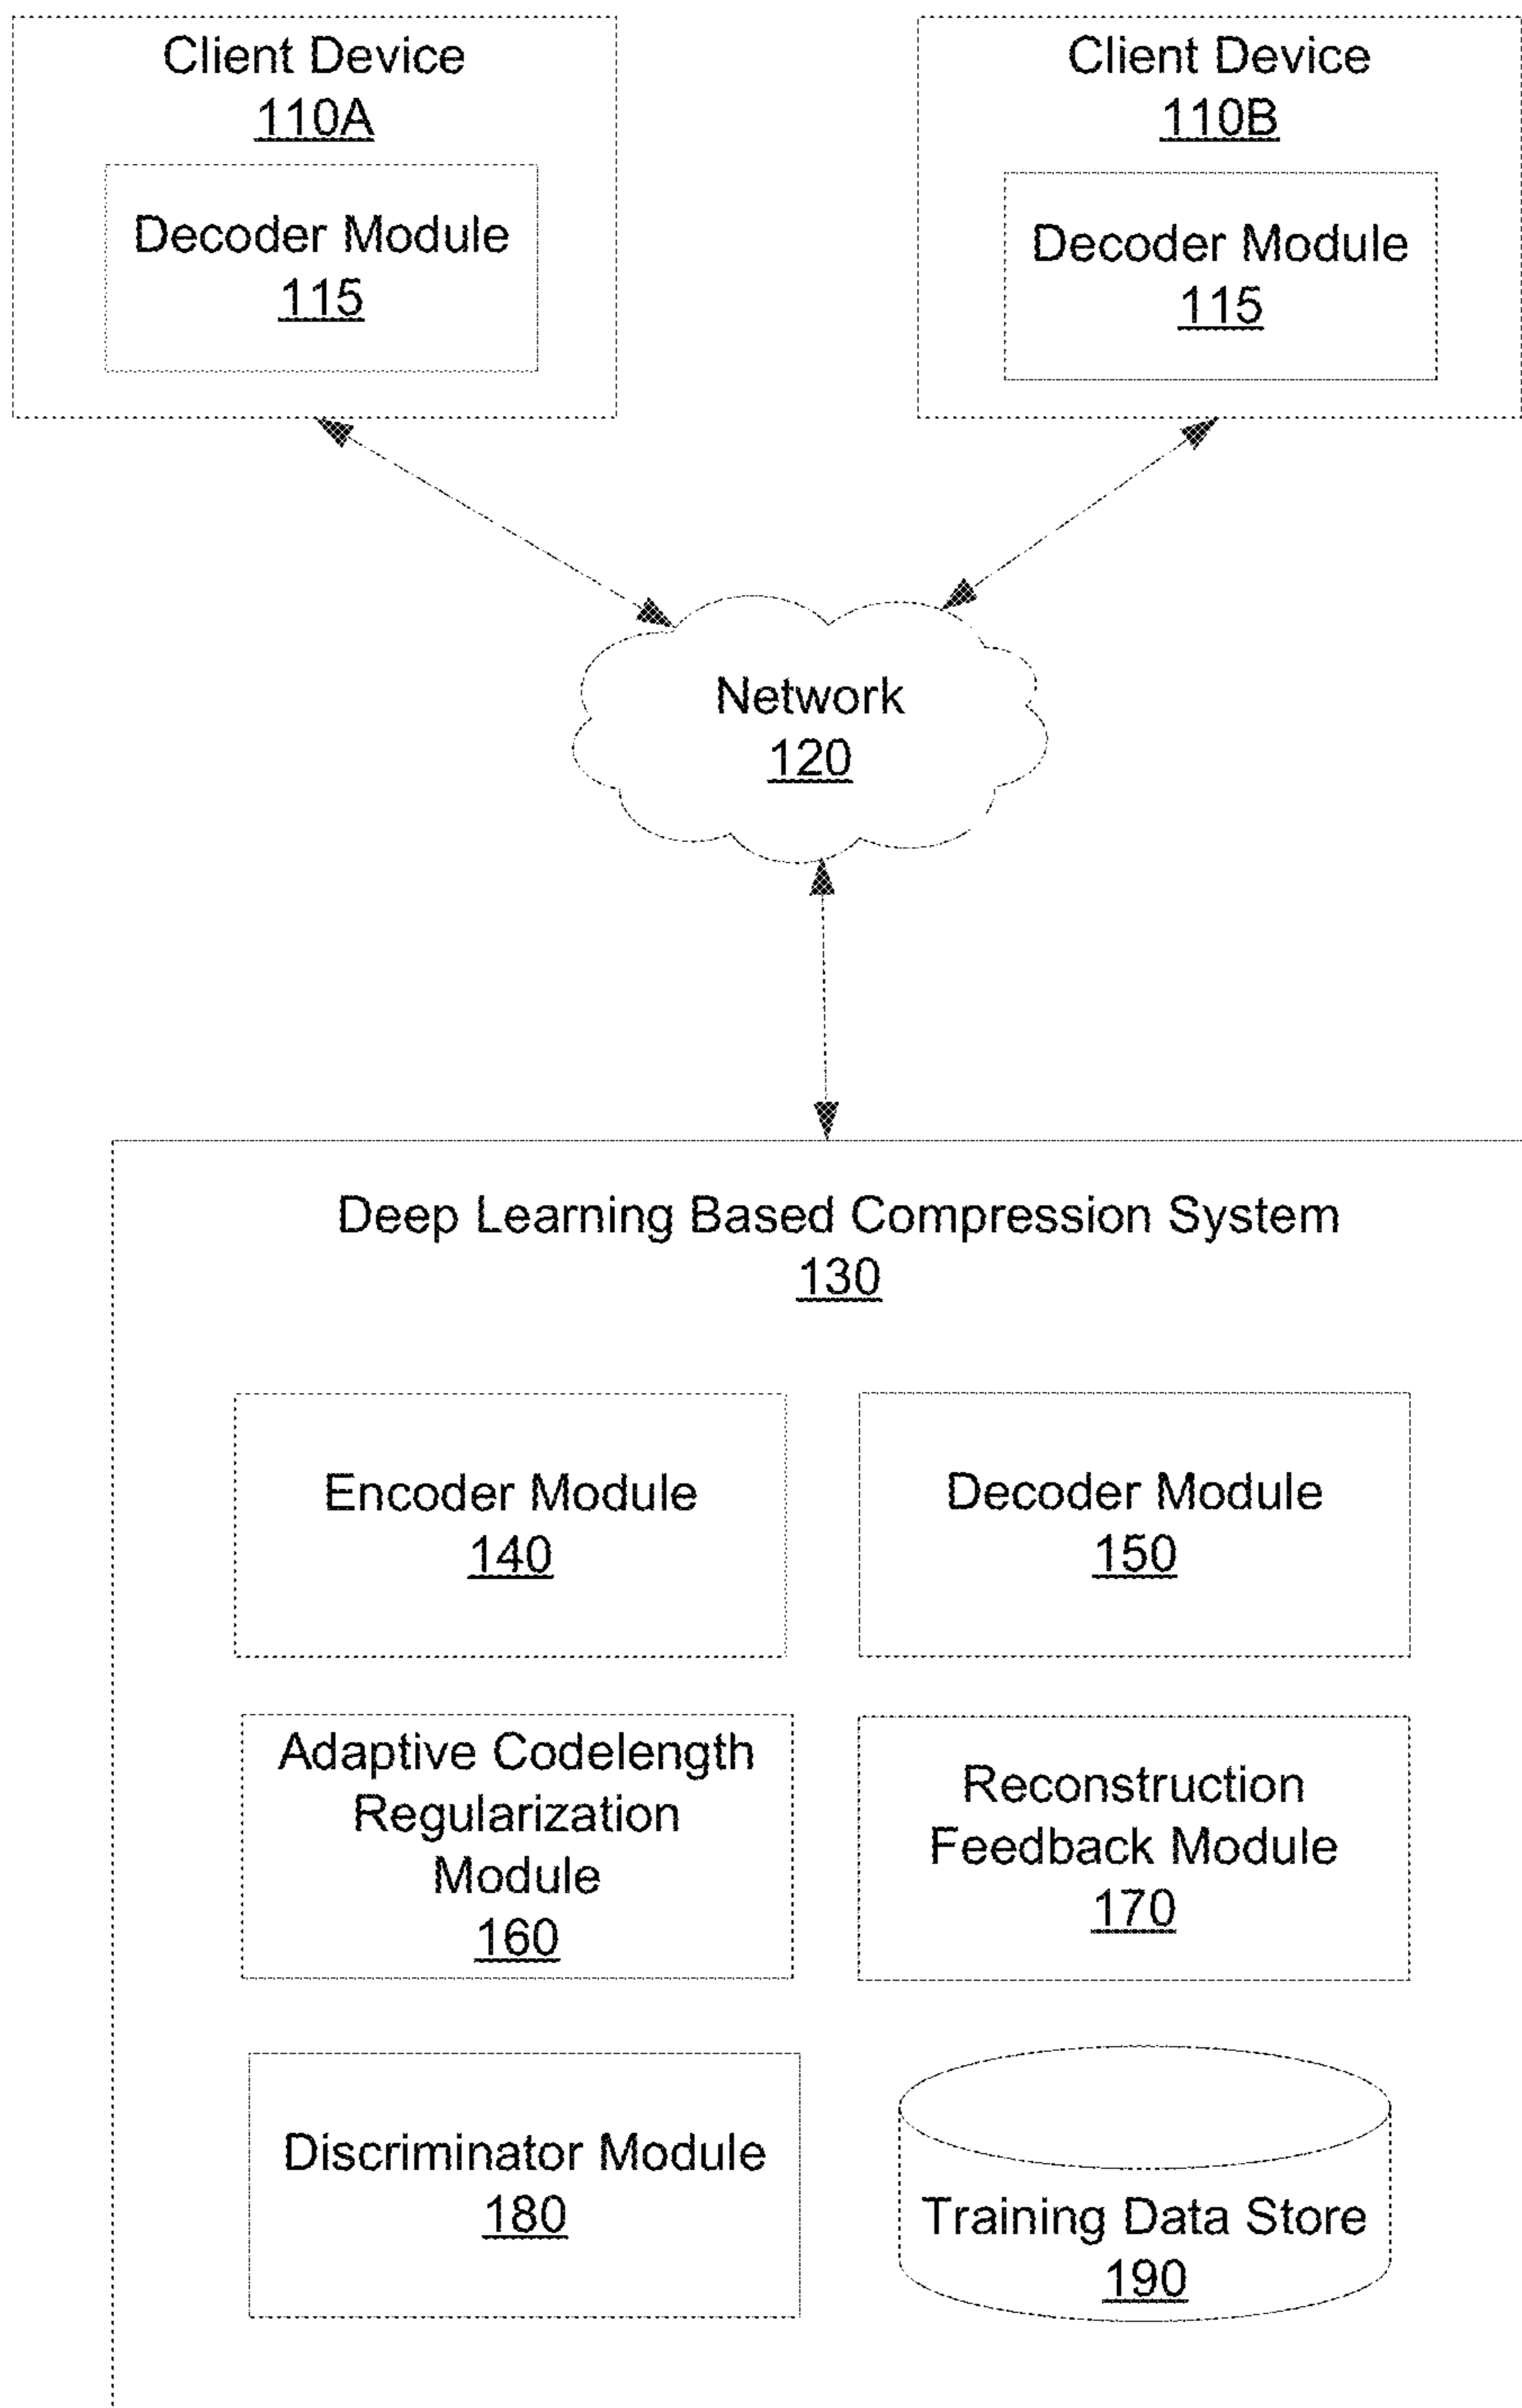 Client Device
110A
Decoder Module
115
Client Device
110B
Decoder Module
115
Network
120
Deep Learning Based Compression System
130
Encoder Module
140
Decoder Module
150
Adaptive Codelength
Regularization
Module
160
Reconstruction
Feedback Module
170
Discriminator Module
180
Training Data Store
190